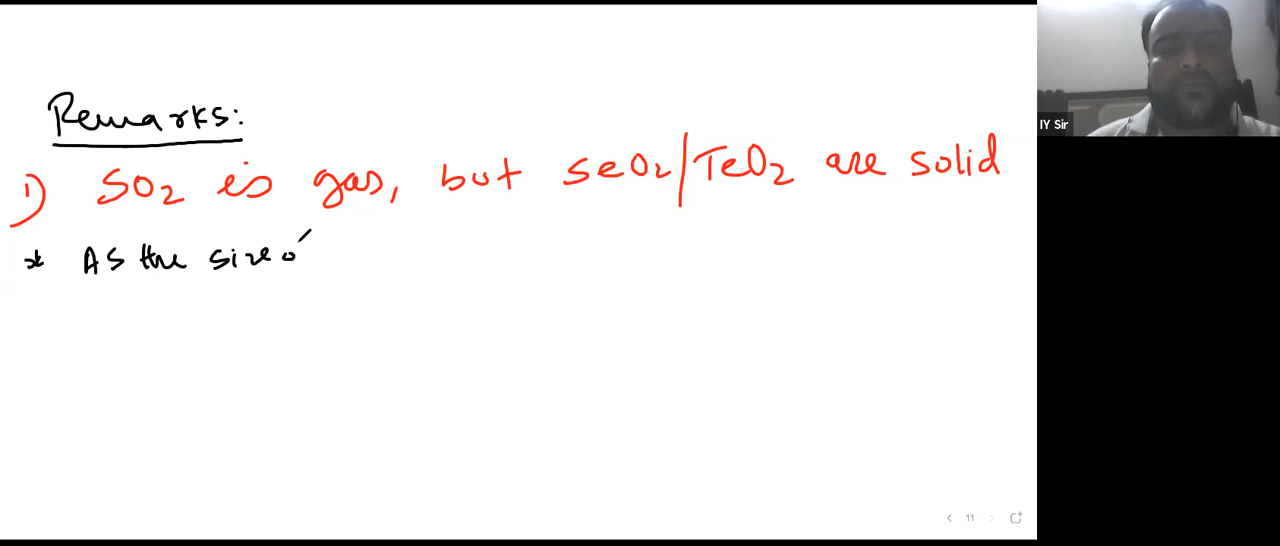 Remarks:
1) SO2 is gas, but SeO2/TeO2 are solid
* As the size o
IY Sir
11